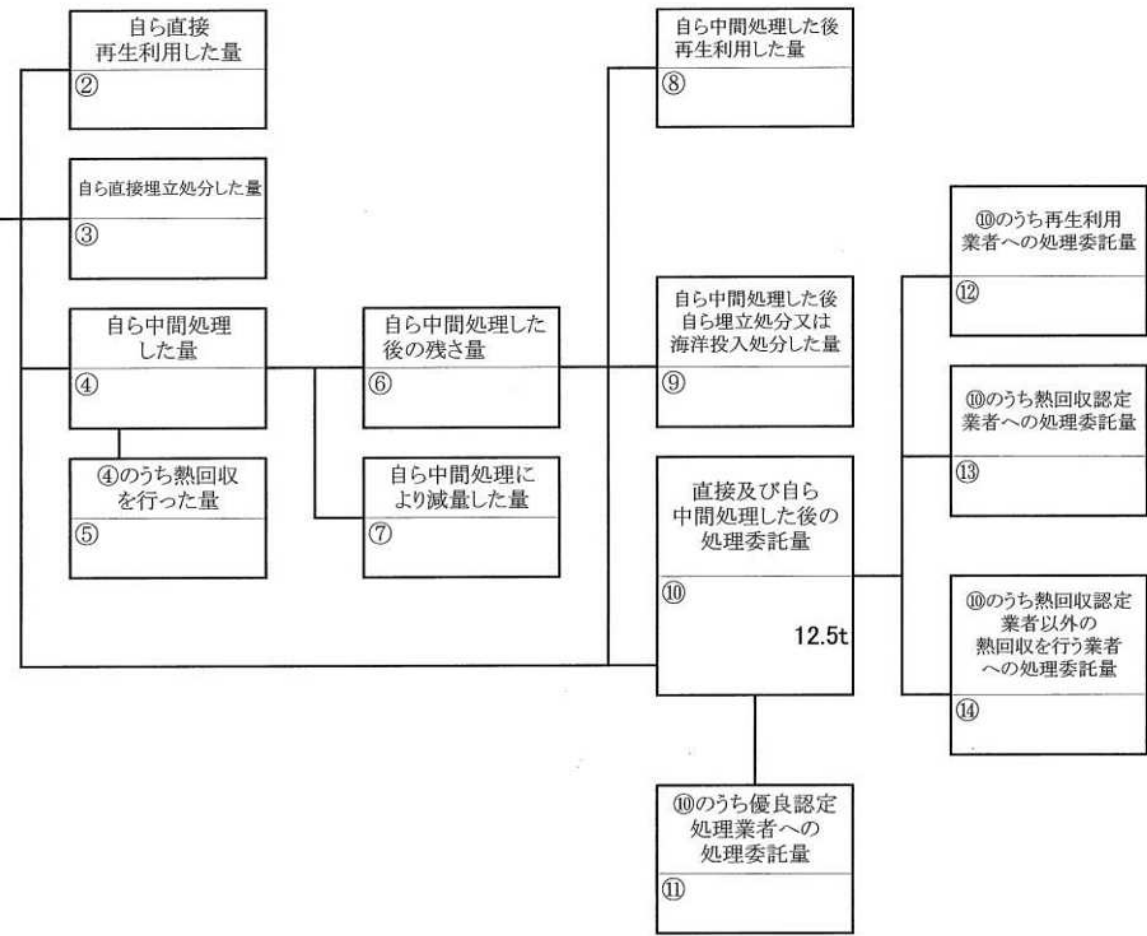 自ら直接
再生利用した量
②
自ら直接埋立処分した量
③
自ら中間処理
した量
④
④のうち熱回収
を行った量
⑤
自ら中間処理した
後の残さ量
⑥
自ら中間処理に
より減量した量
⑦
自ら中間処理した後
再生利用した量
⑧
自ら中間処理した後
自ら埋立処分又は
海洋投入処分した量
⑨
直接及び自ら
中間処理した後の
処理委託量
⑩
12.5t
⑩のうち優良認定
処理業者への
処理委託量
⑪
⑩のうち再生利用
業者への処理委託量
⑫
⑩のうち熱回収認定
業者への処理委託量
⑬
⑩のうち熱回収認定
業者以外の
熱回収を行う業者
への処理委託量
⑭